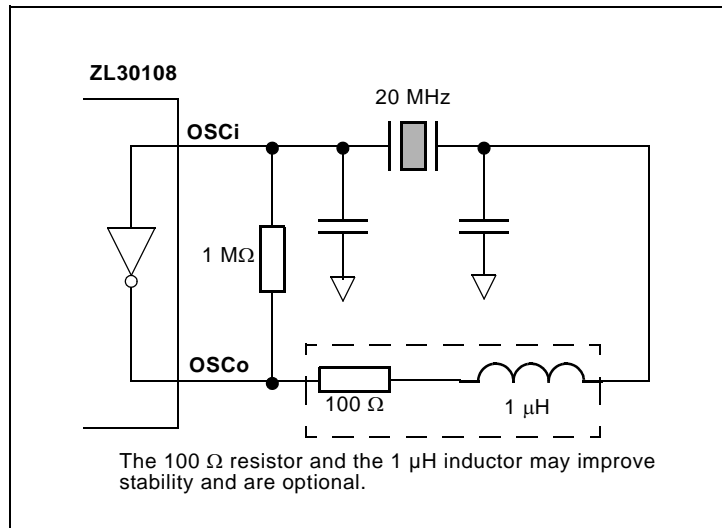 ZL30108
20 MHz
OSCi
1 MΩ
OSCo
100 Ω
1 μH
The 100 Ω resistor and the 1 µH inductor may improve
stability and are optional.